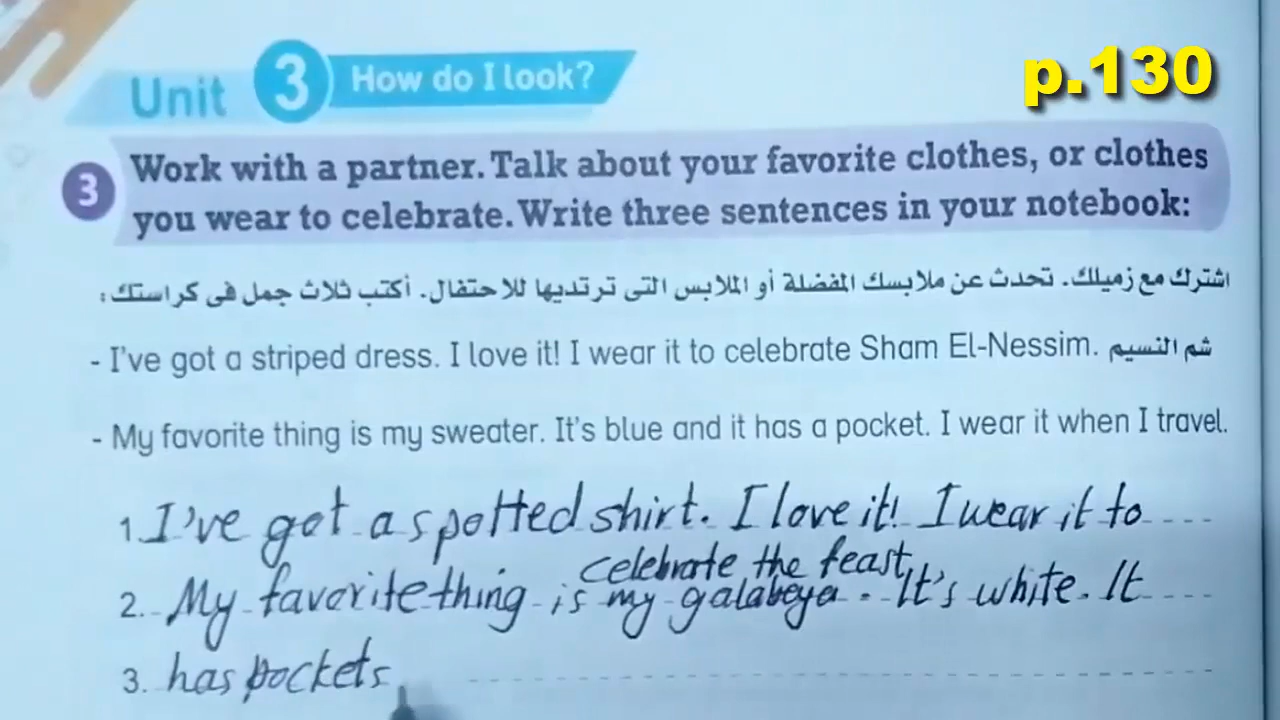 Unit 3 How do I look?
p.130
3 Work with a partner. Talk about your favorite clothes, or clothes
you wear to celebrate. Write three sentences in your notebook:
اشترك مع زميلك. تحدث عن ملابسك المفضلة أو الملابس التى ترتديها للاحتفال. أكتب ثلاث جمل فى كراستك:
- I've got a striped dress. I love it! I wear it to celebrate Sham El-Nessim. شم النسيم
- My favorite thing is my sweater. It's blue and it has a pocket. I wear it when I travel.
1. I've got a spotted shirt. I love it! I wear it to
celebrate the feast.
2. My favorite thing is my galabeya. It's white. It
3. has pockets